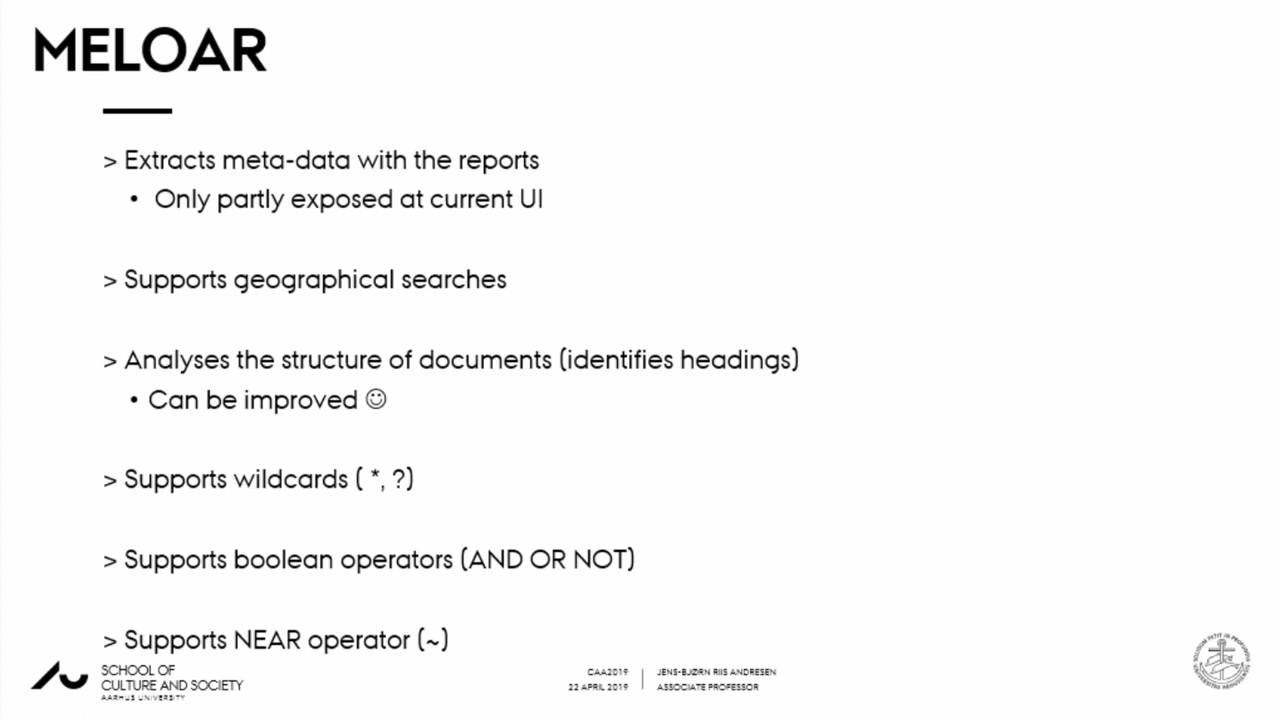 MELOAR
> Extracts meta-data with the reports
• Only partly exposed at current UI
> Supports geographical searches
> Analyses the structure of documents (identifies headings)
• Can be improved ☺
> Supports wildcards ( *, ?)
> Supports boolean operators (AND OR NOT)
> Supports NEAR operator (~)
SCHOOL OF
CULTURE AND SOCIETY
AARHUS UNIVERSITY
CAA2019
22 APRIL 2019
JENS-BJØRN RIIS ANDRESEN
ASSOCIATE PROFESSOR